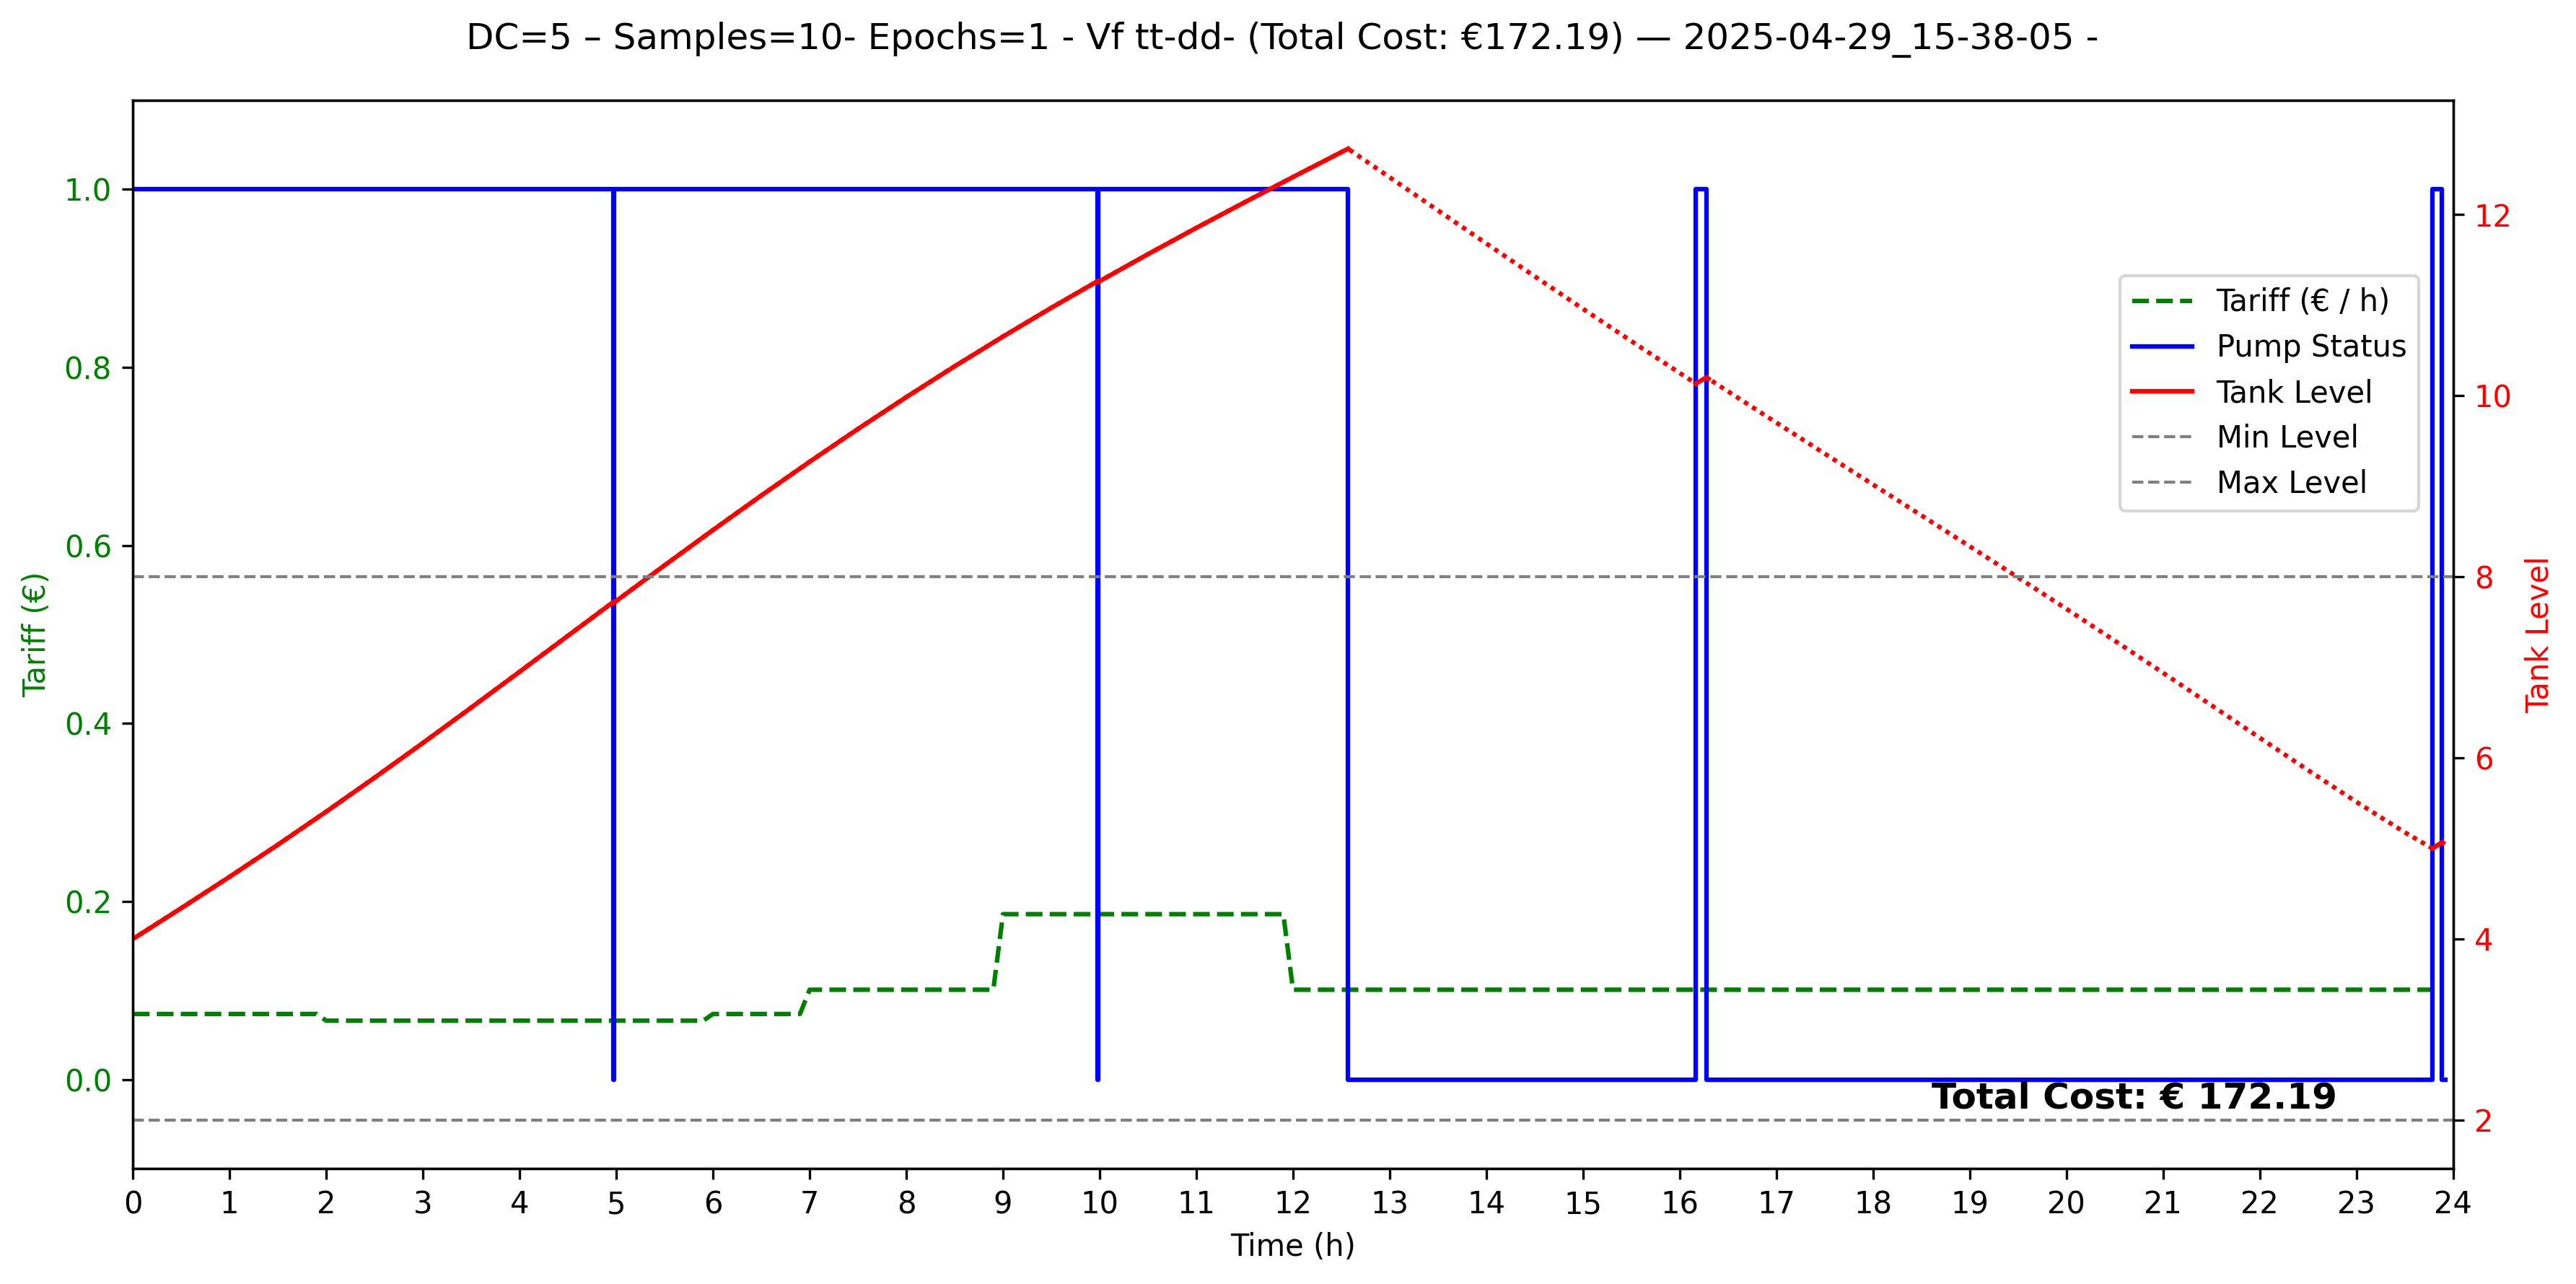 DC=5 – Samples=10- Epochs=1 - Vf tt-dd- (Total Cost: €172.19) — 2025-04-29_15-38-05 -
1.0
0.8
0.6
0.4
0.2
0.0
Tariff (€)
12
10
8
6
4
2
Tank Level
Tariff (€ / h)
Pump Status
Tank Level
Min Level
Max Level
Total Cost: € 172.19
0 1 2 3 4 5 6 7 8 9 10 11 12 13 14 15 16 17 18 19 20 21 22 23 24
Time (h)